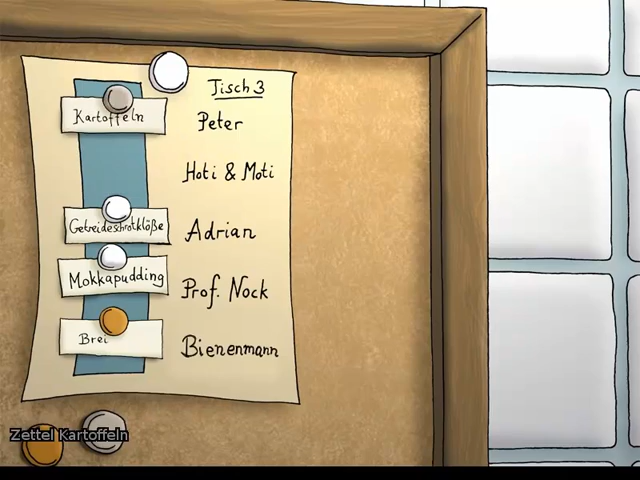 Tisch 3
Kartoffeln Peter
Hoti & Moti
Getreideschrotklöße Adrian
Mokkapudding Prof. Nock
Brei Bienenmann
Zettel Kartoffeln